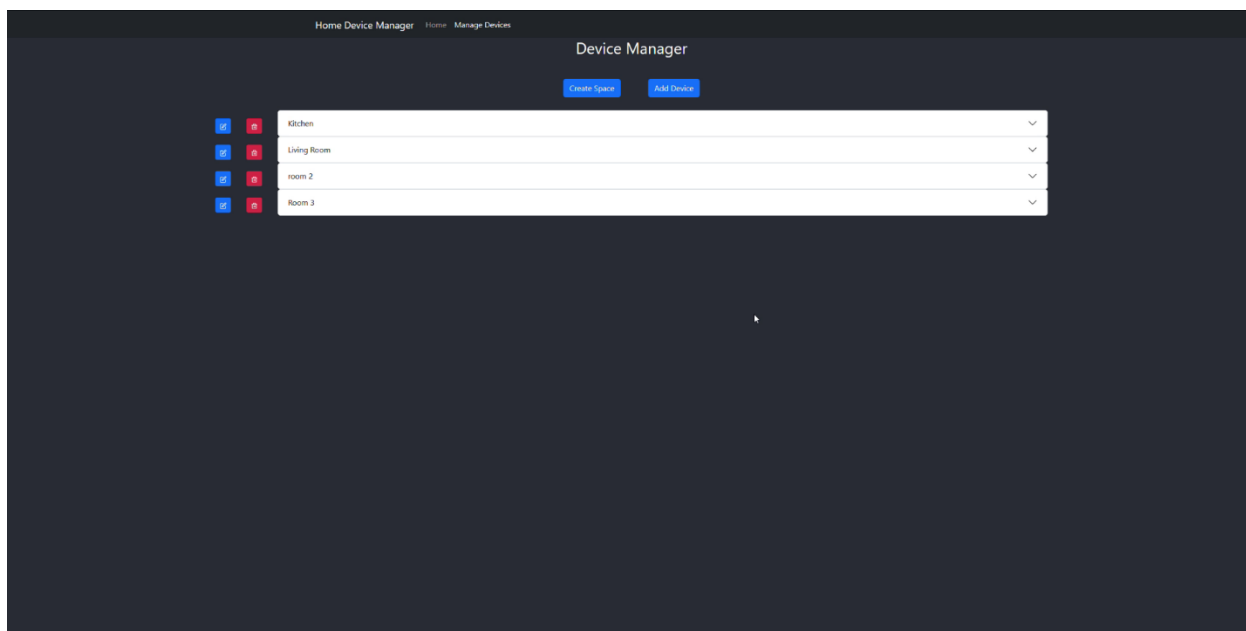 Home Device Manager Home Manage Devices
Device Manager
Create Space Add Device
Kitchen
Living Room
room 2
Room 3